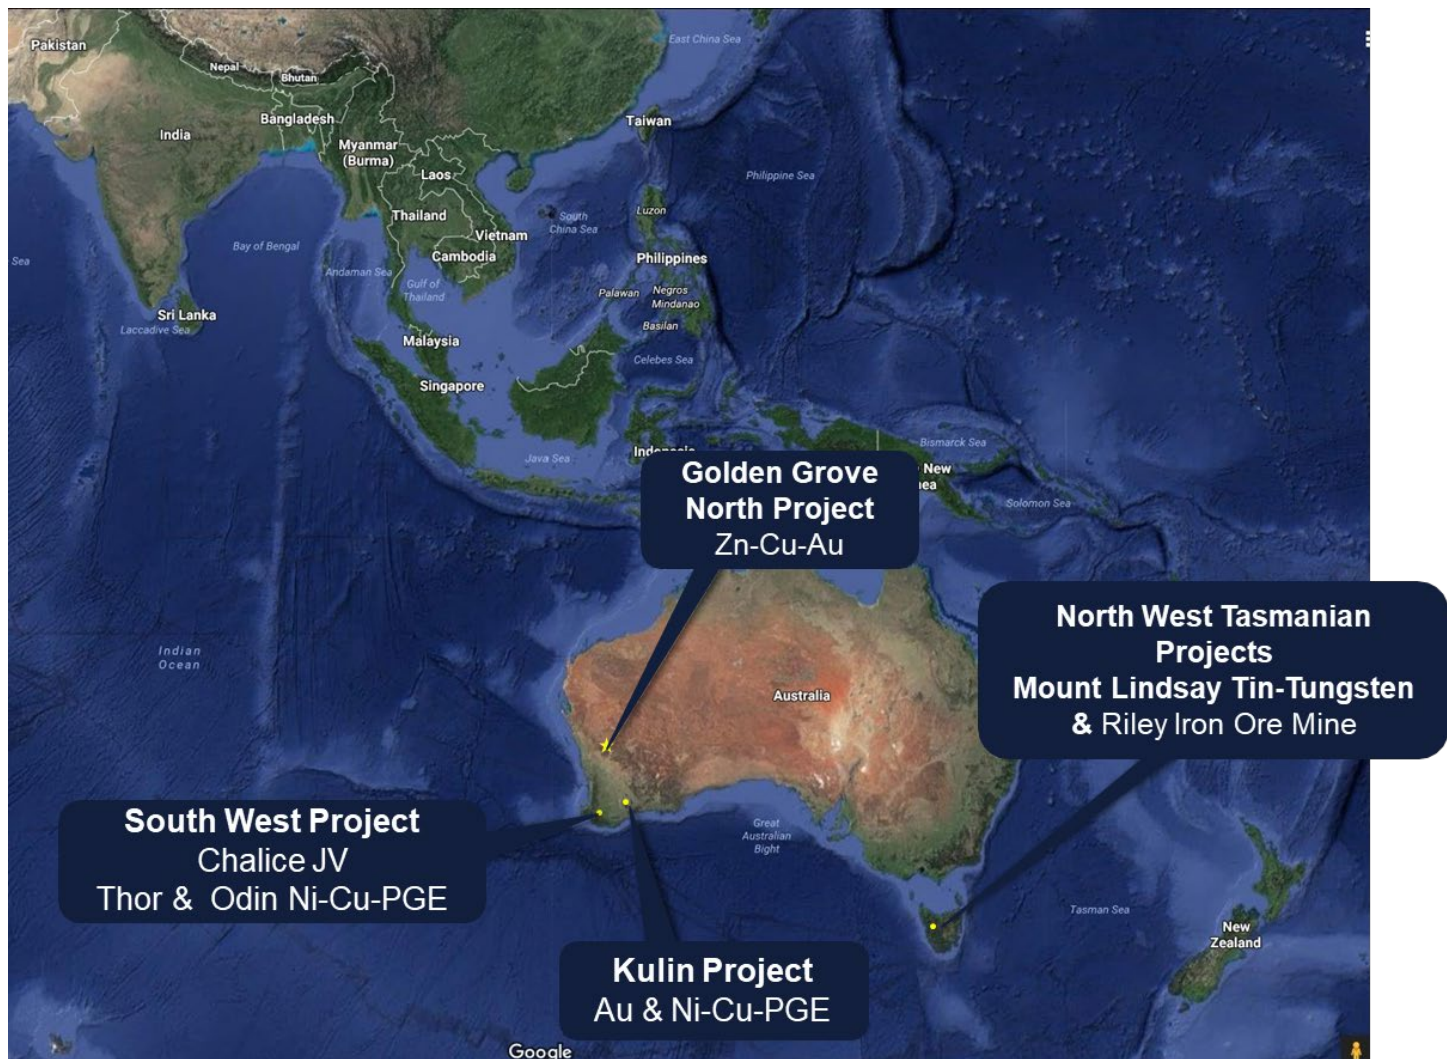 East China Sea
Pakistan
Nepal
Bhutan
Bangladesh
Taiwan
India
Myanmar
(Burma)
Laos
Philippine Sea
Luzon
Thailand
South
China Sea
Vietnam
Bay of Bengal
Cambodia
Philippines
Sea
Andaman Sea
Gulf of
Thailand
Palawan
Negros
Mindanao
Sri Lanka
Laccadive Sea
Basilan
Malaysia
Celebes Sea
Singapore
Java Sea
Bismarck Sea
New
Solomon Sea
Golden Grove
North Project
Zn-Cu-Au
North West Tasmanian
Projects
Mount Lindsay Tin-Tungsten
& Riley Iron Ore Mine
Indian
Ocean
Australia
South West Project
Chalice JV
Thor & Odin Ni-Cu-PGE
Great
Australian
Bight
Tasman Sea
New
Zealand
Kulin Project
Au & Ni-Cu-PGE
Google